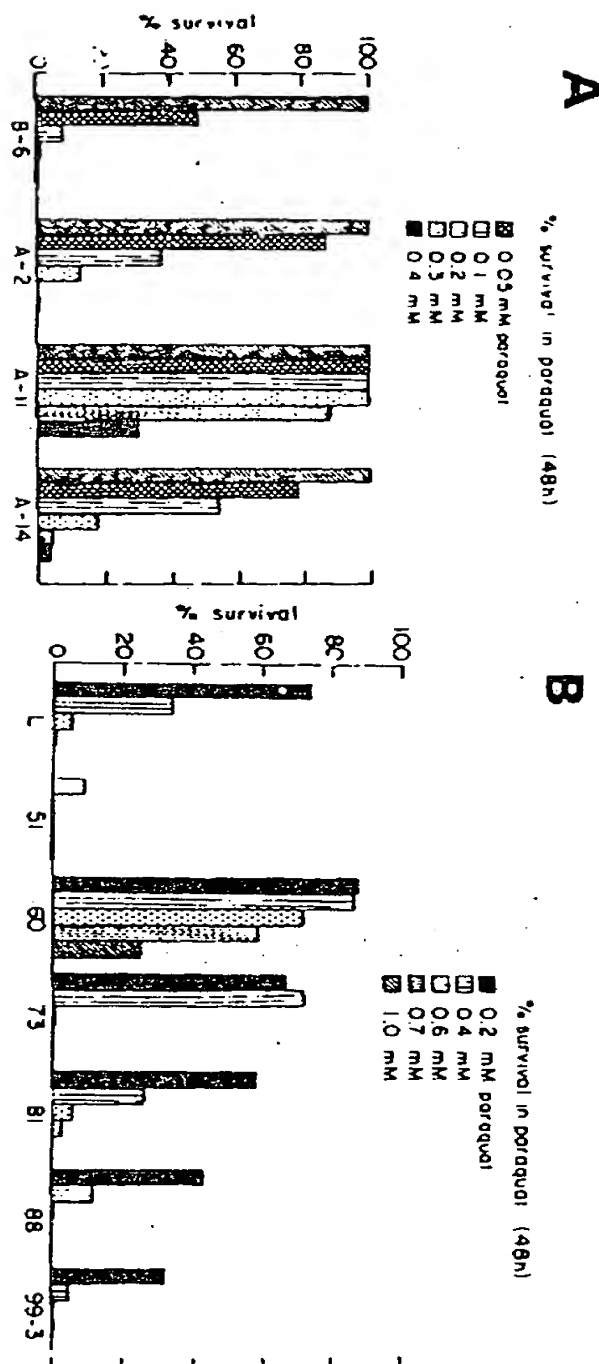 A
% survival in paraquat (48h)
0.05 mM paraquat
0.1 mM
0.2 mM
0.3 mM
0.4 mM
% survival
100
80
60
40
0
B-6
A-2
A-11
A-14
B
% survival in paraquat (48h)
0.2 mM paraquat
0.4 mM
0.6 mM
0.7 mM
1.0 mM
% survival
100
80
60
40
20
0
L
51
60
73
81
88
99-3